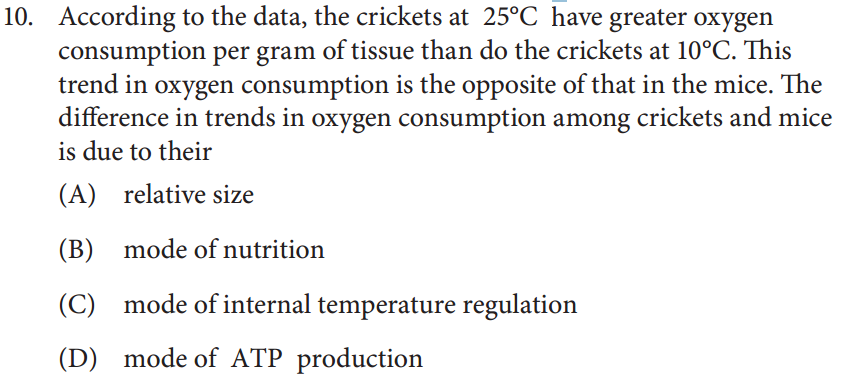 10. According to the data, the crickets at 25°C have greater oxygen
consumption per gram of tissue than do the crickets at 10°C. This
trend in oxygen consumption is the opposite of that in the mice. The
difference in trends in oxygen consumption among crickets and mice
is due to their
(A) relative size
(B) mode of nutrition
(C) mode of internal temperature regulation
(D) mode of ATP production